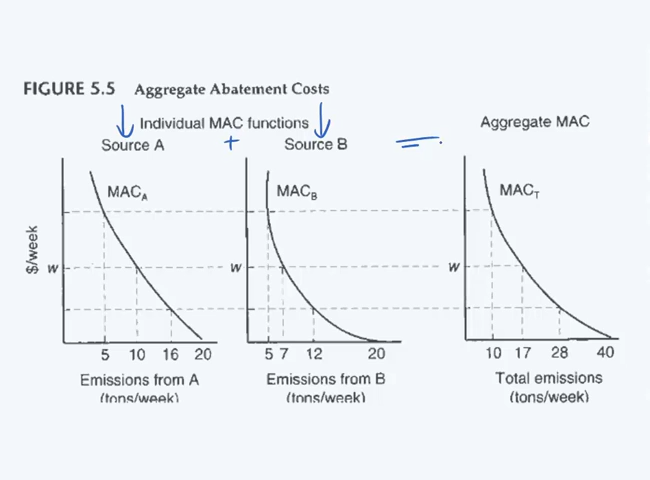 FIGURE 5.5 Aggregate Abatement Costs
Individual MAC functions
Aggregate MAC
Source A + Source B =
MAC_A
MAC_B
MAC_T
$/week
W
W
W
5 10 16 20
5 7 12 20
10 17 28 40
Emissions from A
(tons/week)
Emissions from B
(tons/week)
Total emissions
(tons/week)